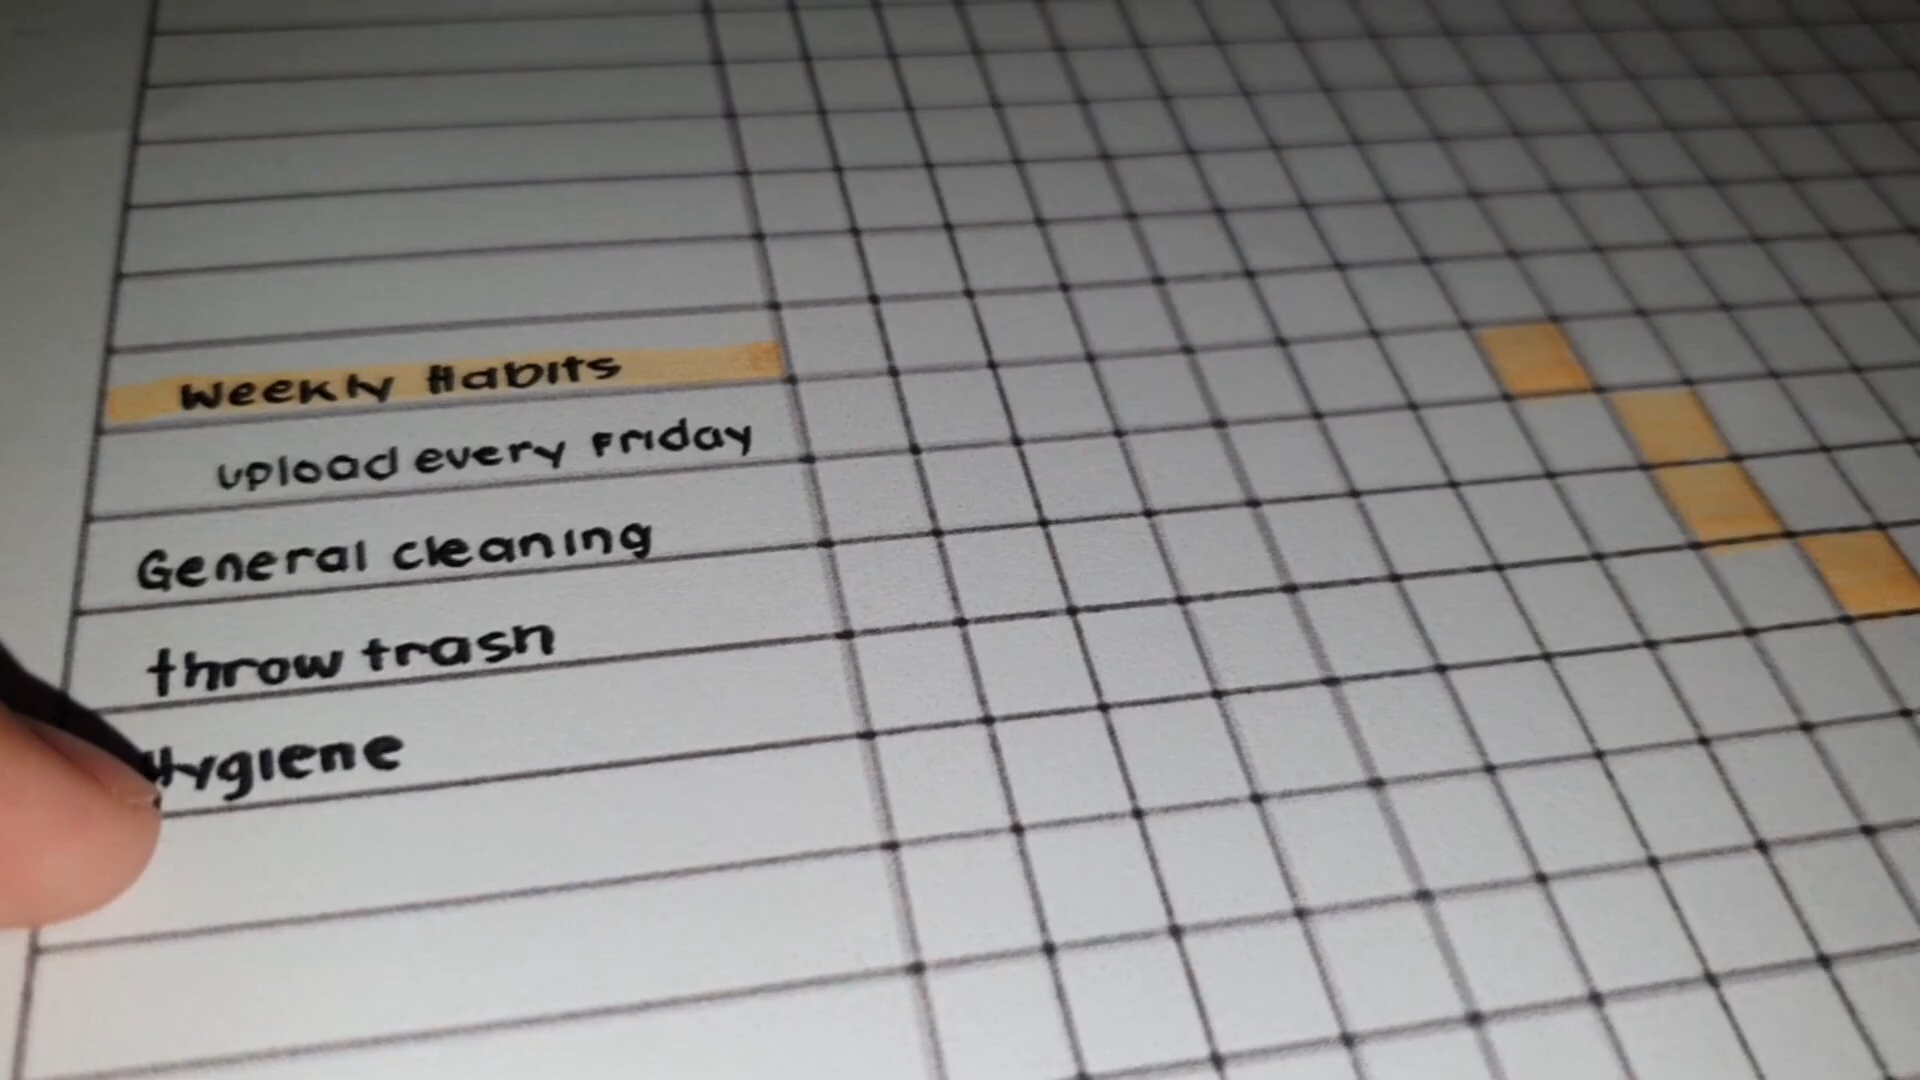 Weekly Habits
upload every Friday
General cleaning
throw trash
Hygiene